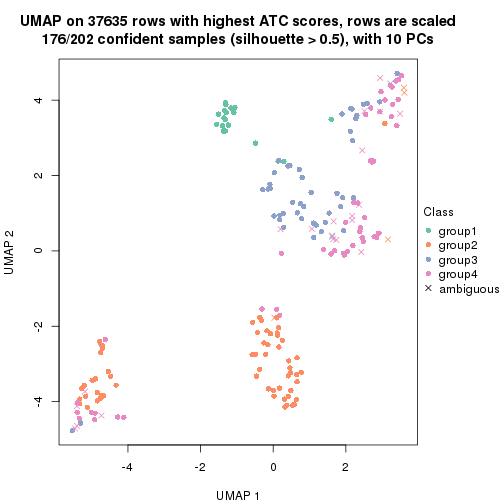 UMAP on 37635 rows with highest ATC scores, rows are scaled
176/202 confident samples (silhouette > 0.5), with 10 PCs
4
2
0
-2
-4
UMAP 2
-4
-2
0
2
UMAP 1
Class
group1
group2
group3
group4
ambiguous